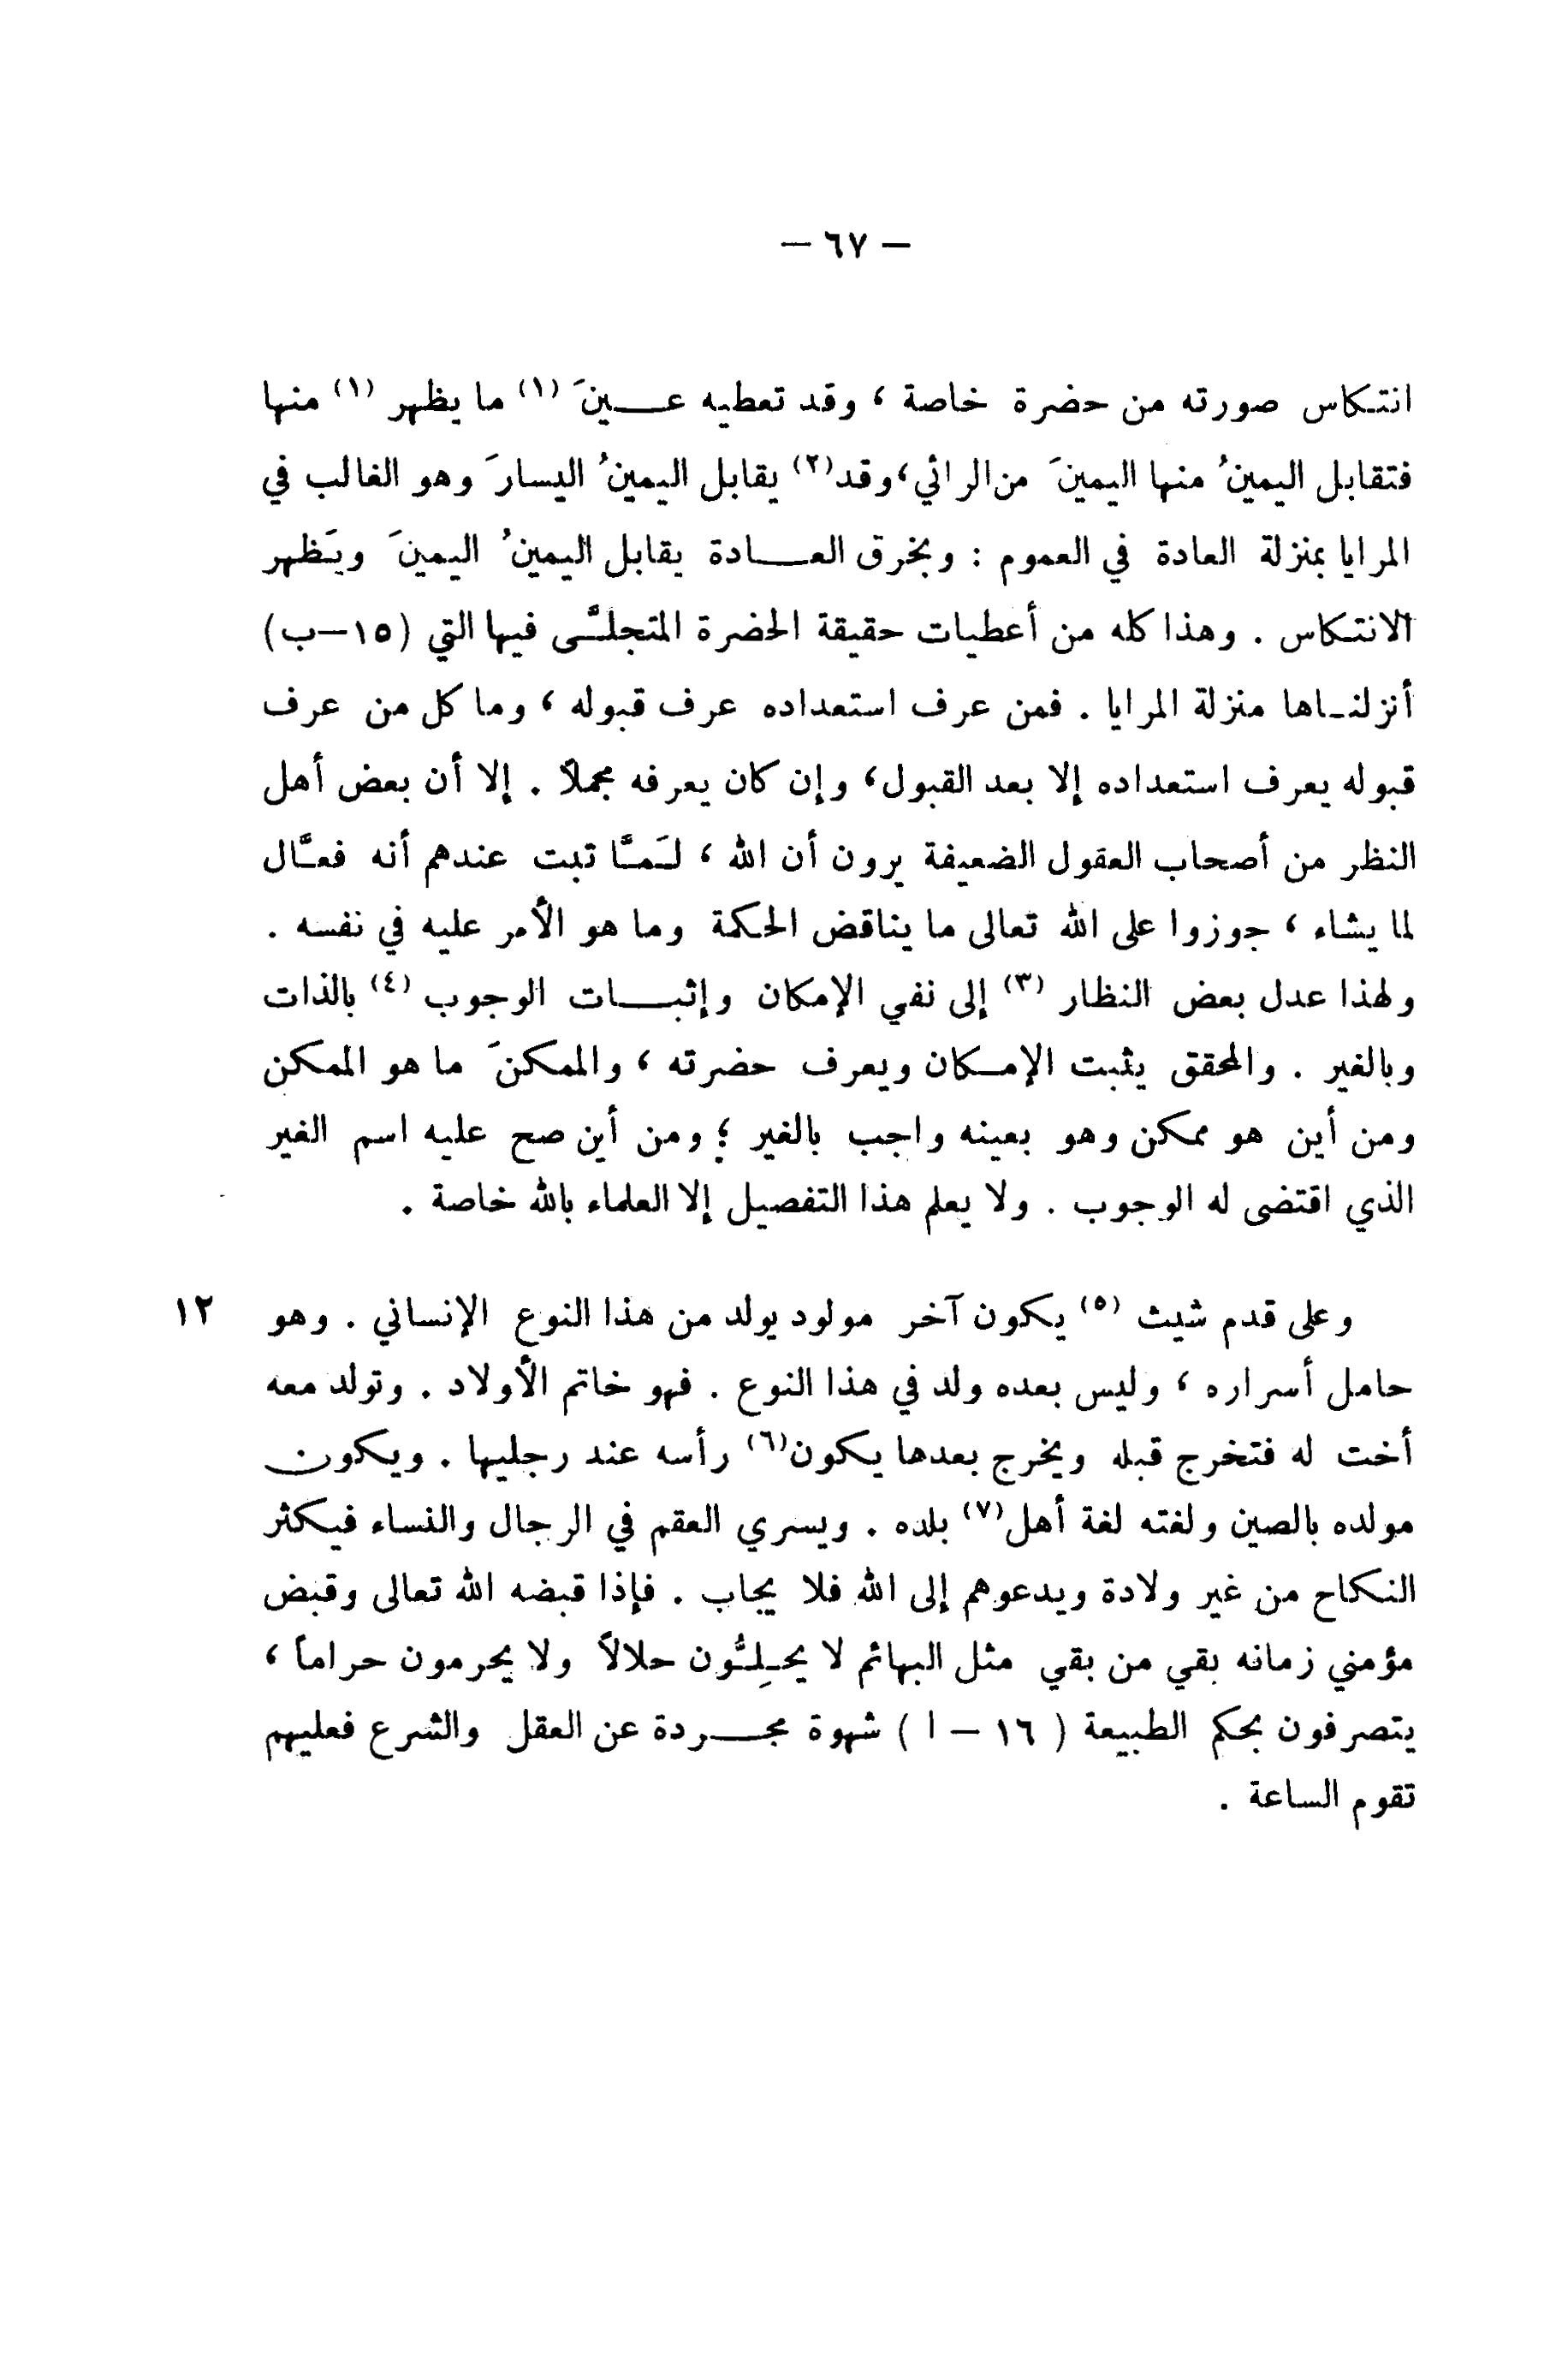 — ٦٧ —
انتكاس صورته من حضرة خاصة ، وقد تعطيه عينَ (١) ما يظهر (١) منها
فتقابل اليمينُ منها اليمينَ من الرائي ، وقد (٢) يقابل اليمينُ اليسارَ وهو الغالب في
المرايا بمنزلة العادة في العموم : وبخرق العادة يقابل اليمينُ اليمينَ ويَظهر
الانتكاس . وهذا كله من أعطيات حقيقة الحضرة المتجلَّى فيها التي (١٥–ب)
أنزلناها منزلة المرايا . فمن عرف استعداده عرف قبوله ، وما كل من عرف
قبوله يعرف استعداده إلا بعد القبول ، وإن كان يعرفه مجملاً . إلا أن بعض أهل
النظر من أصحاب العقول الضعيفة يرون أن الله ، لَمَّا ثبت عندهم أنه فعَّال
لما يشاء ، جوزوا على الله تعالى ما يناقض الحكمة وما هو الأمر عليه في نفسه .
ولهذا عدل بعض النظار (٣) إلى نفي الإمكان وإثبات الوجوب (٤) بالذات
وبالغير . والمحقق يثبت الإمكان ويعرف حضرته ، والممكنَ ما هو الممكن
ومن أين هو ممكن وهو بعينه واجب بالغير ؛ ومن أين صح عليه اسم الغير
الذي اقتضى له الوجوب . ولا يعلم هذا التفصيل إلا العلماء بالله خاصة .
وعلى قدم شيث (٥) يكون آخر مولود يولد من هذا النوع الإنساني . وهو ١٢
حامل أسراره ، وليس بعده ولد في هذا النوع . فهو خاتم الأولاد . وتولد معه
أخت له فتخرج قبله ويخرج بعدها يكون (٦) رأسه عند رجليها . ويكون
مولده بالصين ولغته لغة أهل (٧) بلده . ويسري العقم في الرجال والنساء فيكثر
النكاح من غير ولادة ويدعوهم إلى الله فلا يجاب . فإذا قبضه الله تعالى وقبض
مؤمني زمانه بقي من بقي مثل البهائم لا يحِلُّون حلالاً ولا يحرمون حراماً ،
يتصرفون بحكم الطبيعة ( ١٦ – ا ) شهوة مجردة عن العقل والشرع فعليهم
تقوم الساعة .